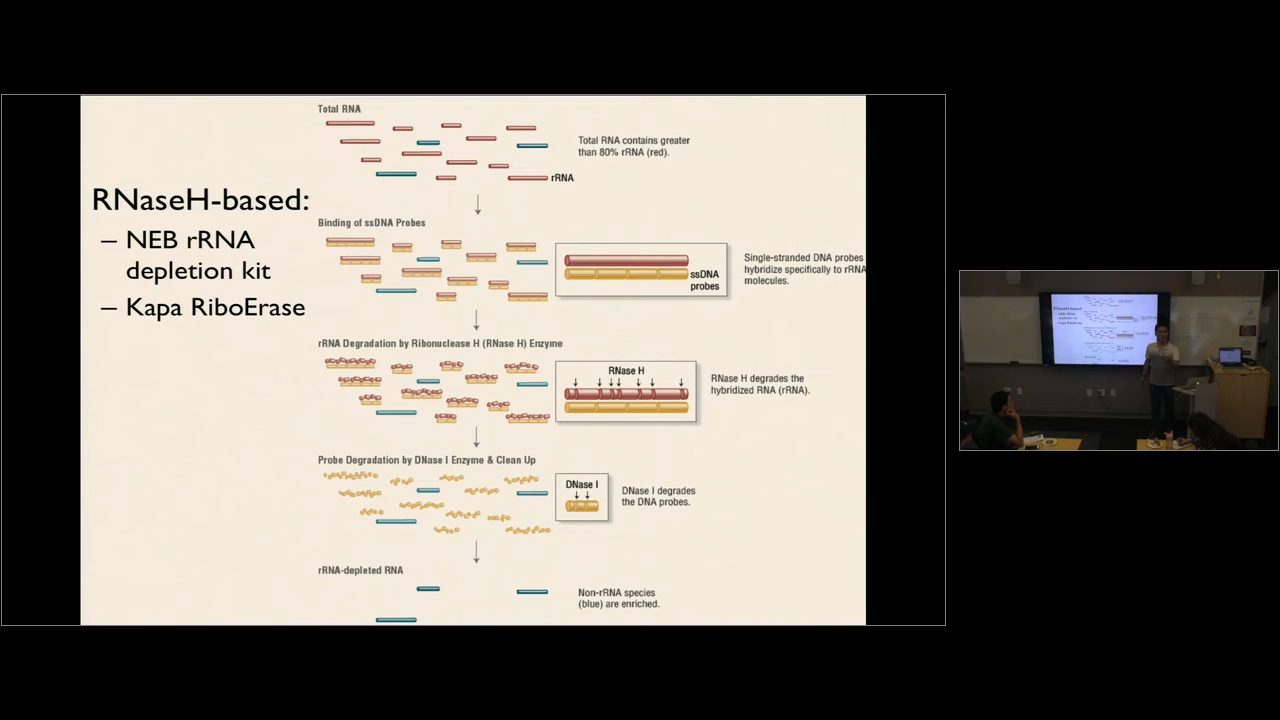 RNaseH-based:
– NEB rRNA
depletion kit
– Kapa RiboErase
Total RNA
Total RNA contains greater
than 80% rRNA (red).
rRNA
Binding of ssDNA Probes
ssDNA
probes
Single-stranded DNA probes
hybridize specifically to rRNA
molecules.
rRNA Degradation by Ribonuclease H (RNase H) Enzyme
RNase H
RNase H degrades the
hybridized RNA (rRNA).
Probe Degradation by DNase I Enzyme & Clean Up
DNase I
DNase I degrades
the DNA probes.
rRNA-depleted RNA
Non-rRNA species
(blue) are enriched.
RNaseH-based: